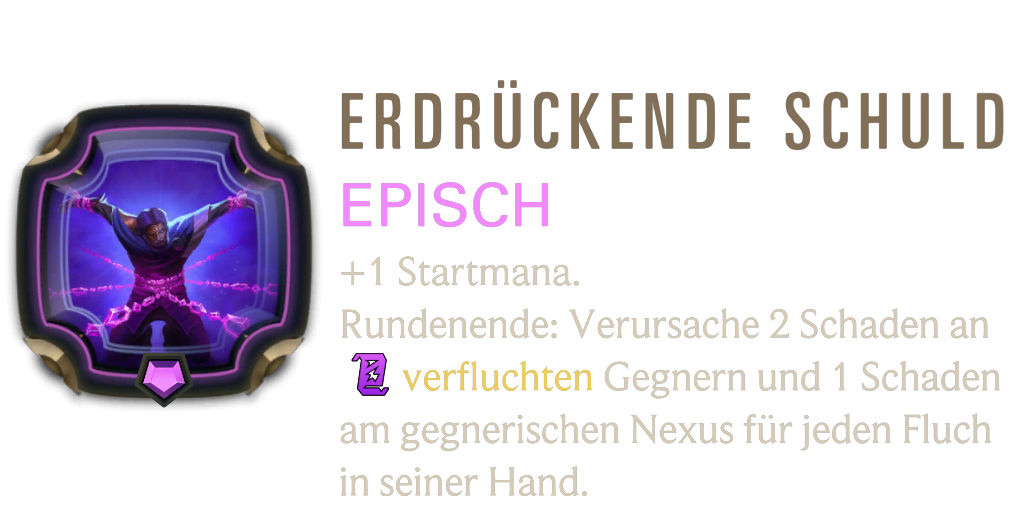 ERDRÜCKENDE SCHULD
EPISCH
+1 Startmana.
Rundenende: Verursache 2 Schaden an
verfluchten Gegnern und 1 Schaden
am gegnerischen Nexus für jeden Fluch
in seiner Hand.